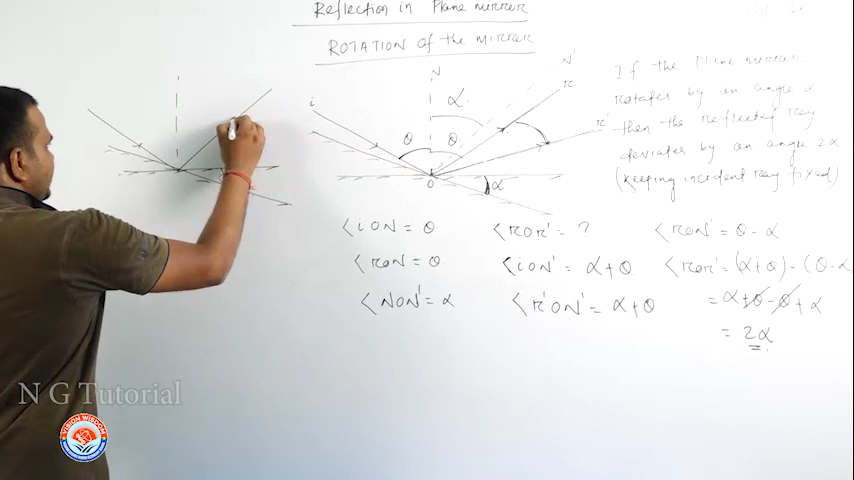 Reflection in Plane mirror
ROTATION of the MIRROR
If the Plane mirror
rotates by an angle α
then the Reflected Ray
deviates by an angle 2α
(keeping incident Ray fixed)
N
N'
i
α
r
r'
θ
θ
O
α
<iON = θ
<rON = θ
<NON' = α
<rOr' = ?
<iON' = α+θ
<r'ON' = α+θ
<rON' = θ-α
<rOr' = (α+θ)-(θ-α
= α+θ-θ+α
= 2α
N G Tutorial
VISION WISDOM